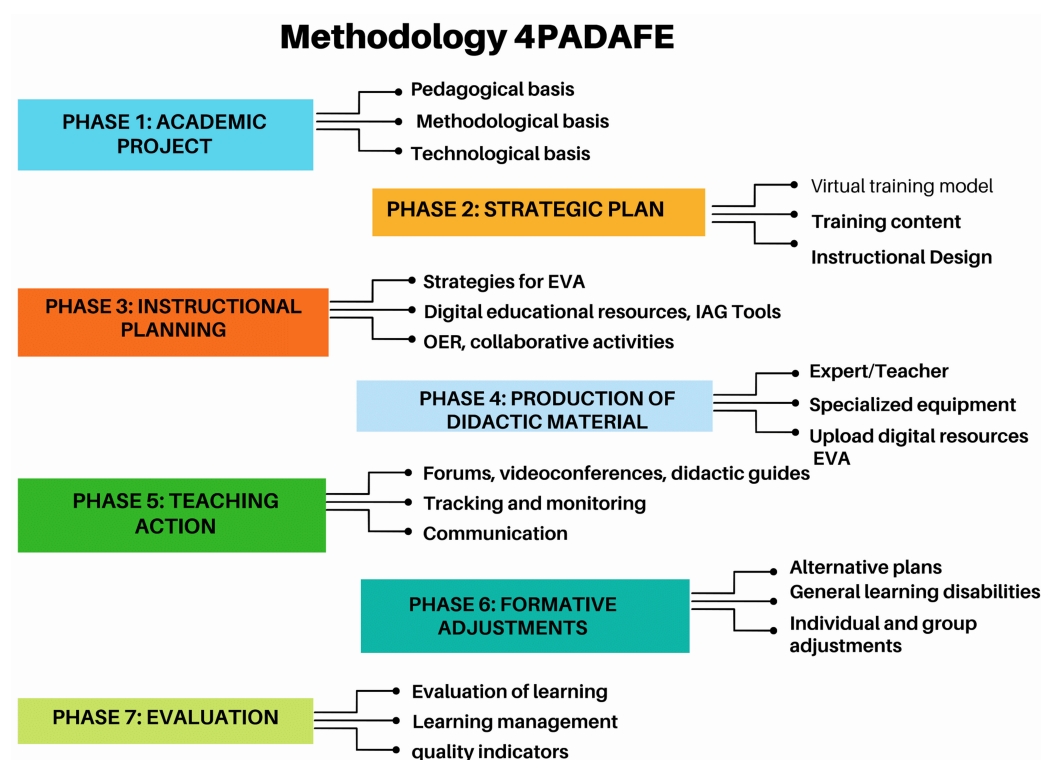 Methodology 4PADAFE
PHASE 1: ACADEMIC
PROJECT
Pedagogical basis
Methodological basis
Technological basis
PHASE 2: STRATEGIC PLAN
Virtual training model
Training content
Instructional Design
PHASE 3: INSTRUCTIONAL
PLANNING
Strategies for EVA
Digital educational resources, IAG Tools
OER, collaborative activities
PHASE 4: PRODUCTION OF
DIDACTIC MATERIAL
Expert/Teacher
Specialized equipment
Upload digital resources
EVA
PHASE 5: TEACHING
ACTION
Forums, videoconferences, didactic guides
Tracking and monitoring
Communication
PHASE 6: FORMATIVE
ADJUSTMENTS
Alternative plans
General learning disabilities
Individual and group
adjustments
PHASE 7: EVALUATION
Evaluation of learning
Learning management
quality indicators